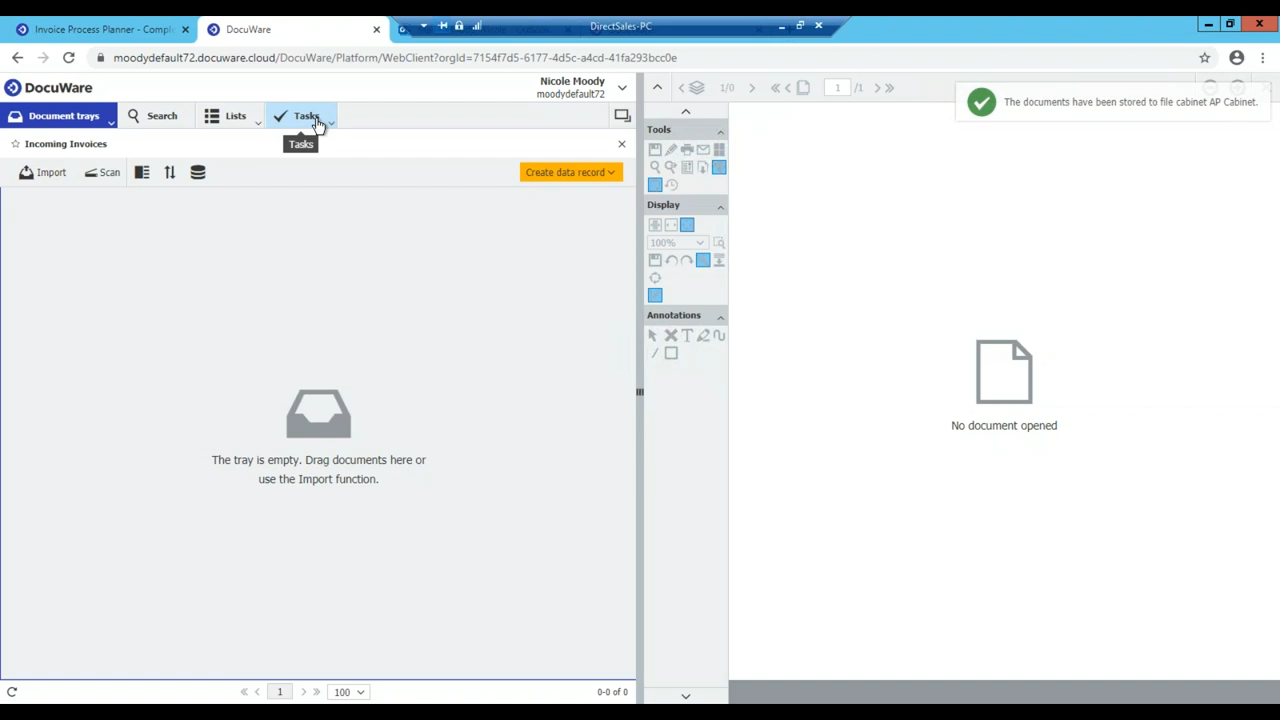 Invoice Process Planner - Comple
DocuWare
DirectSales-PC
moodydefault72.docuware.cloud/DocuWare/Platform/WebClient?orgId=7154f7d5-6177-4d5c-a4cd-41fa293bcc0e
DocuWare
Nicole Moody
moodydefault72
1/0
1
/1
Document trays
Search
Lists
Tasks
The documents have been stored to file cabinet AP Cabinet.
Tasks
Incoming Invoices
Import
Scan
Create data record
Tools
Display
100%
Annotations
The tray is empty. Drag documents here or
use the Import function.
No document opened
1
100
0-0 of 0